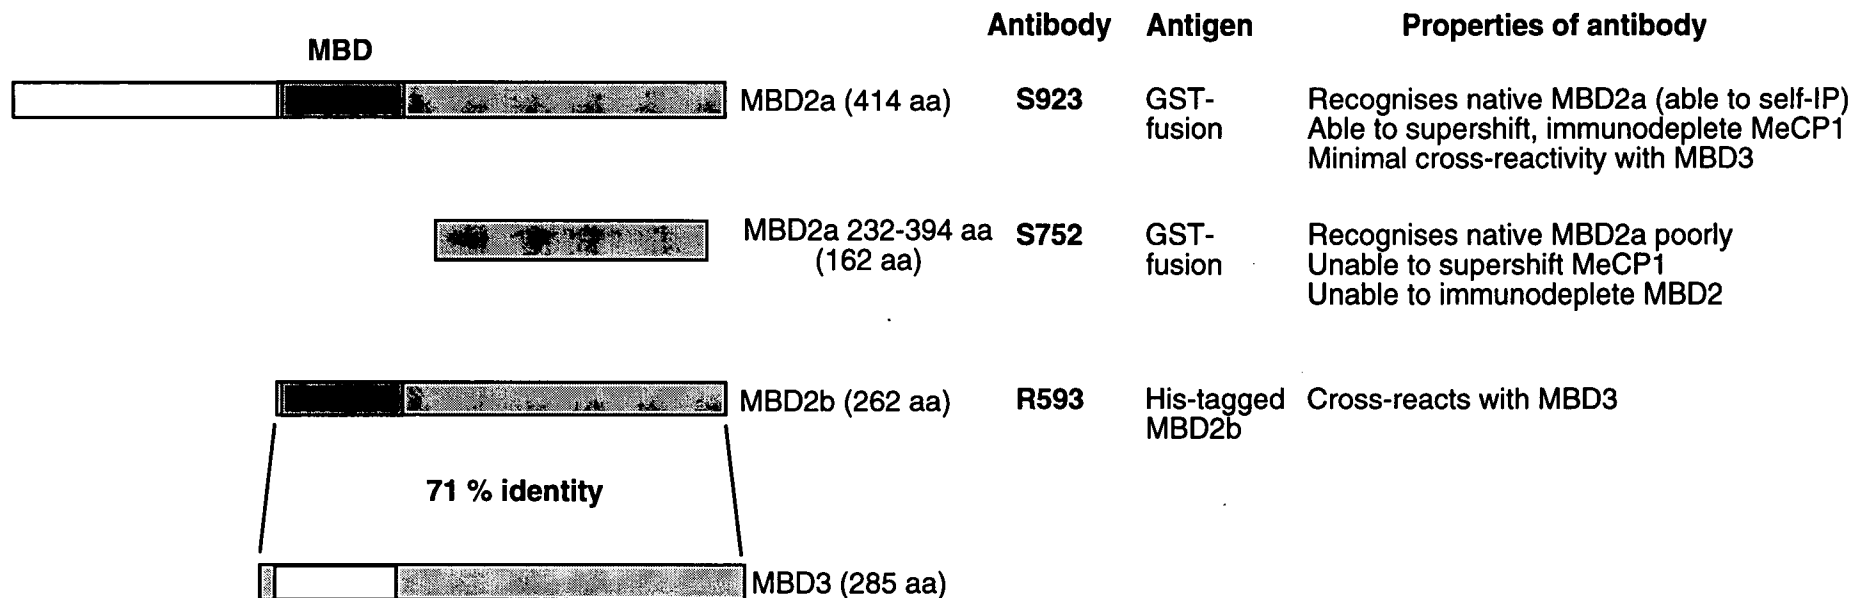 Antibody Antigen Properties of antibody
MBD
MBD2a (414 aa) S923 GST- Recognises native MBD2a (able to self-IP)
fusion Able to supershift, immunodeplete MeCP1
Minimal cross-reactivity with MBD3
MBD2a 232-394 aa S752 GST- Recognises native MBD2a poorly
(162 aa) fusion Unable to supershift MeCP1
Unable to immunodeplete MBD2
MBD2b (262 aa) R593 His-tagged Cross-reacts with MBD3
MBD2b
71 % identity
MBD3 (285 aa)